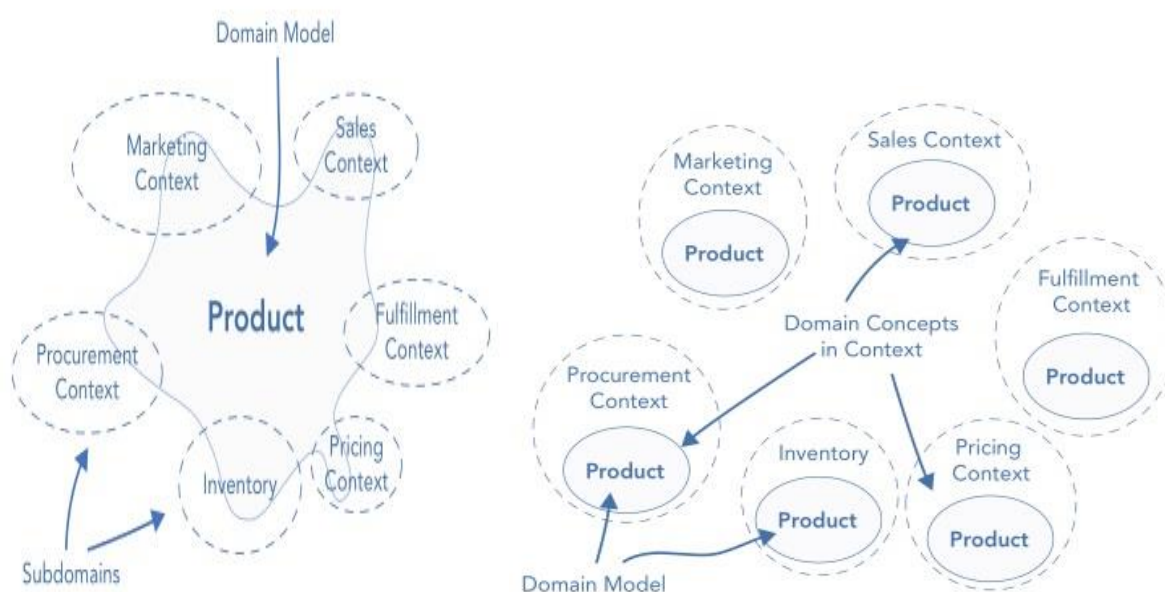 Domain Model
Marketing
Context
Sales
Context
Product
Fulfillment
Context
Procurement
Context
Inventory
Pricing
Context
Subdomains
Marketing
Context
Product
Sales Context
Product
Fulfillment
Context
Product
Domain Concepts
in Context
Procurement
Context
Product
Inventory
Product
Pricing
Context
Product
Domain Model